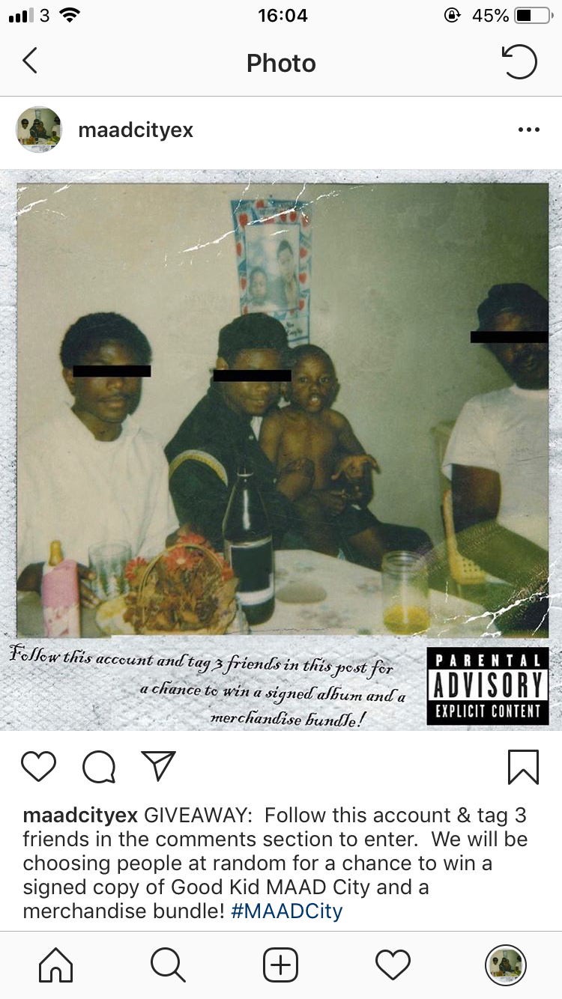 3
16:04
45%
Photo
maadcityex
Follow this account and tag 3 friends in this post for
a chance to win a signed album and a
merchandise bundle!
PARENTAL
ADVISORY
EXPLICIT CONTENT
maadcityex GIVEAWAY:  Follow this account & tag 3
friends in the comments section to enter.  We will be
choosing people at random for a chance to win a
signed copy of Good Kid MAAD City and a
merchandise bundle! #MAADCity